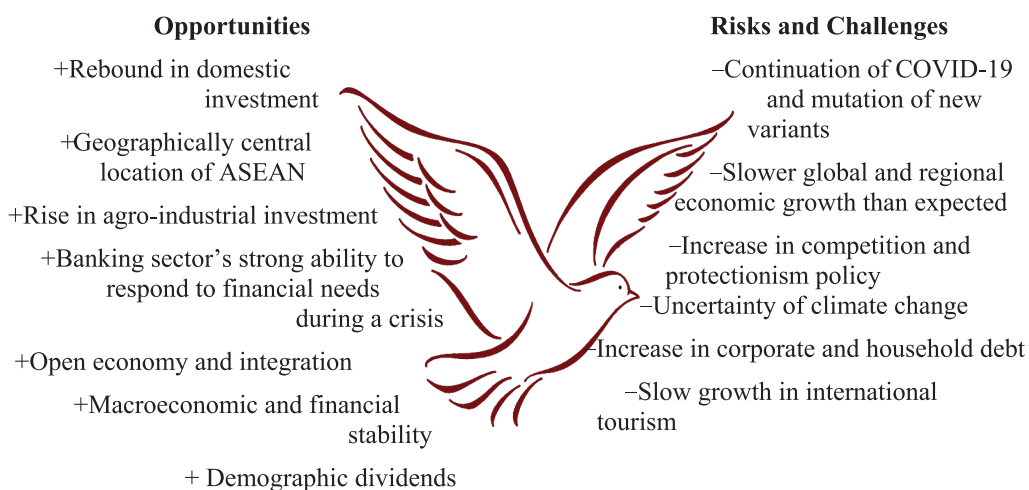 Opportunities
+Rebound in domestic
investment
+Geographically central
location of ASEAN
+Rise in agro-industrial investment
+Banking sector’s strong ability to
respond to financial needs
during a crisis
+Open economy and integration
+Macroeconomic and financial
stability
+ Demographic dividends
Risks and Challenges
–Continuation of COVID-19
and mutation of new
variants
–Slower global and regional
economic growth than expected
–Increase in competition and
protectionism policy
–Uncertainty of climate change
–Increase in corporate and household debt
–Slow growth in international
tourism